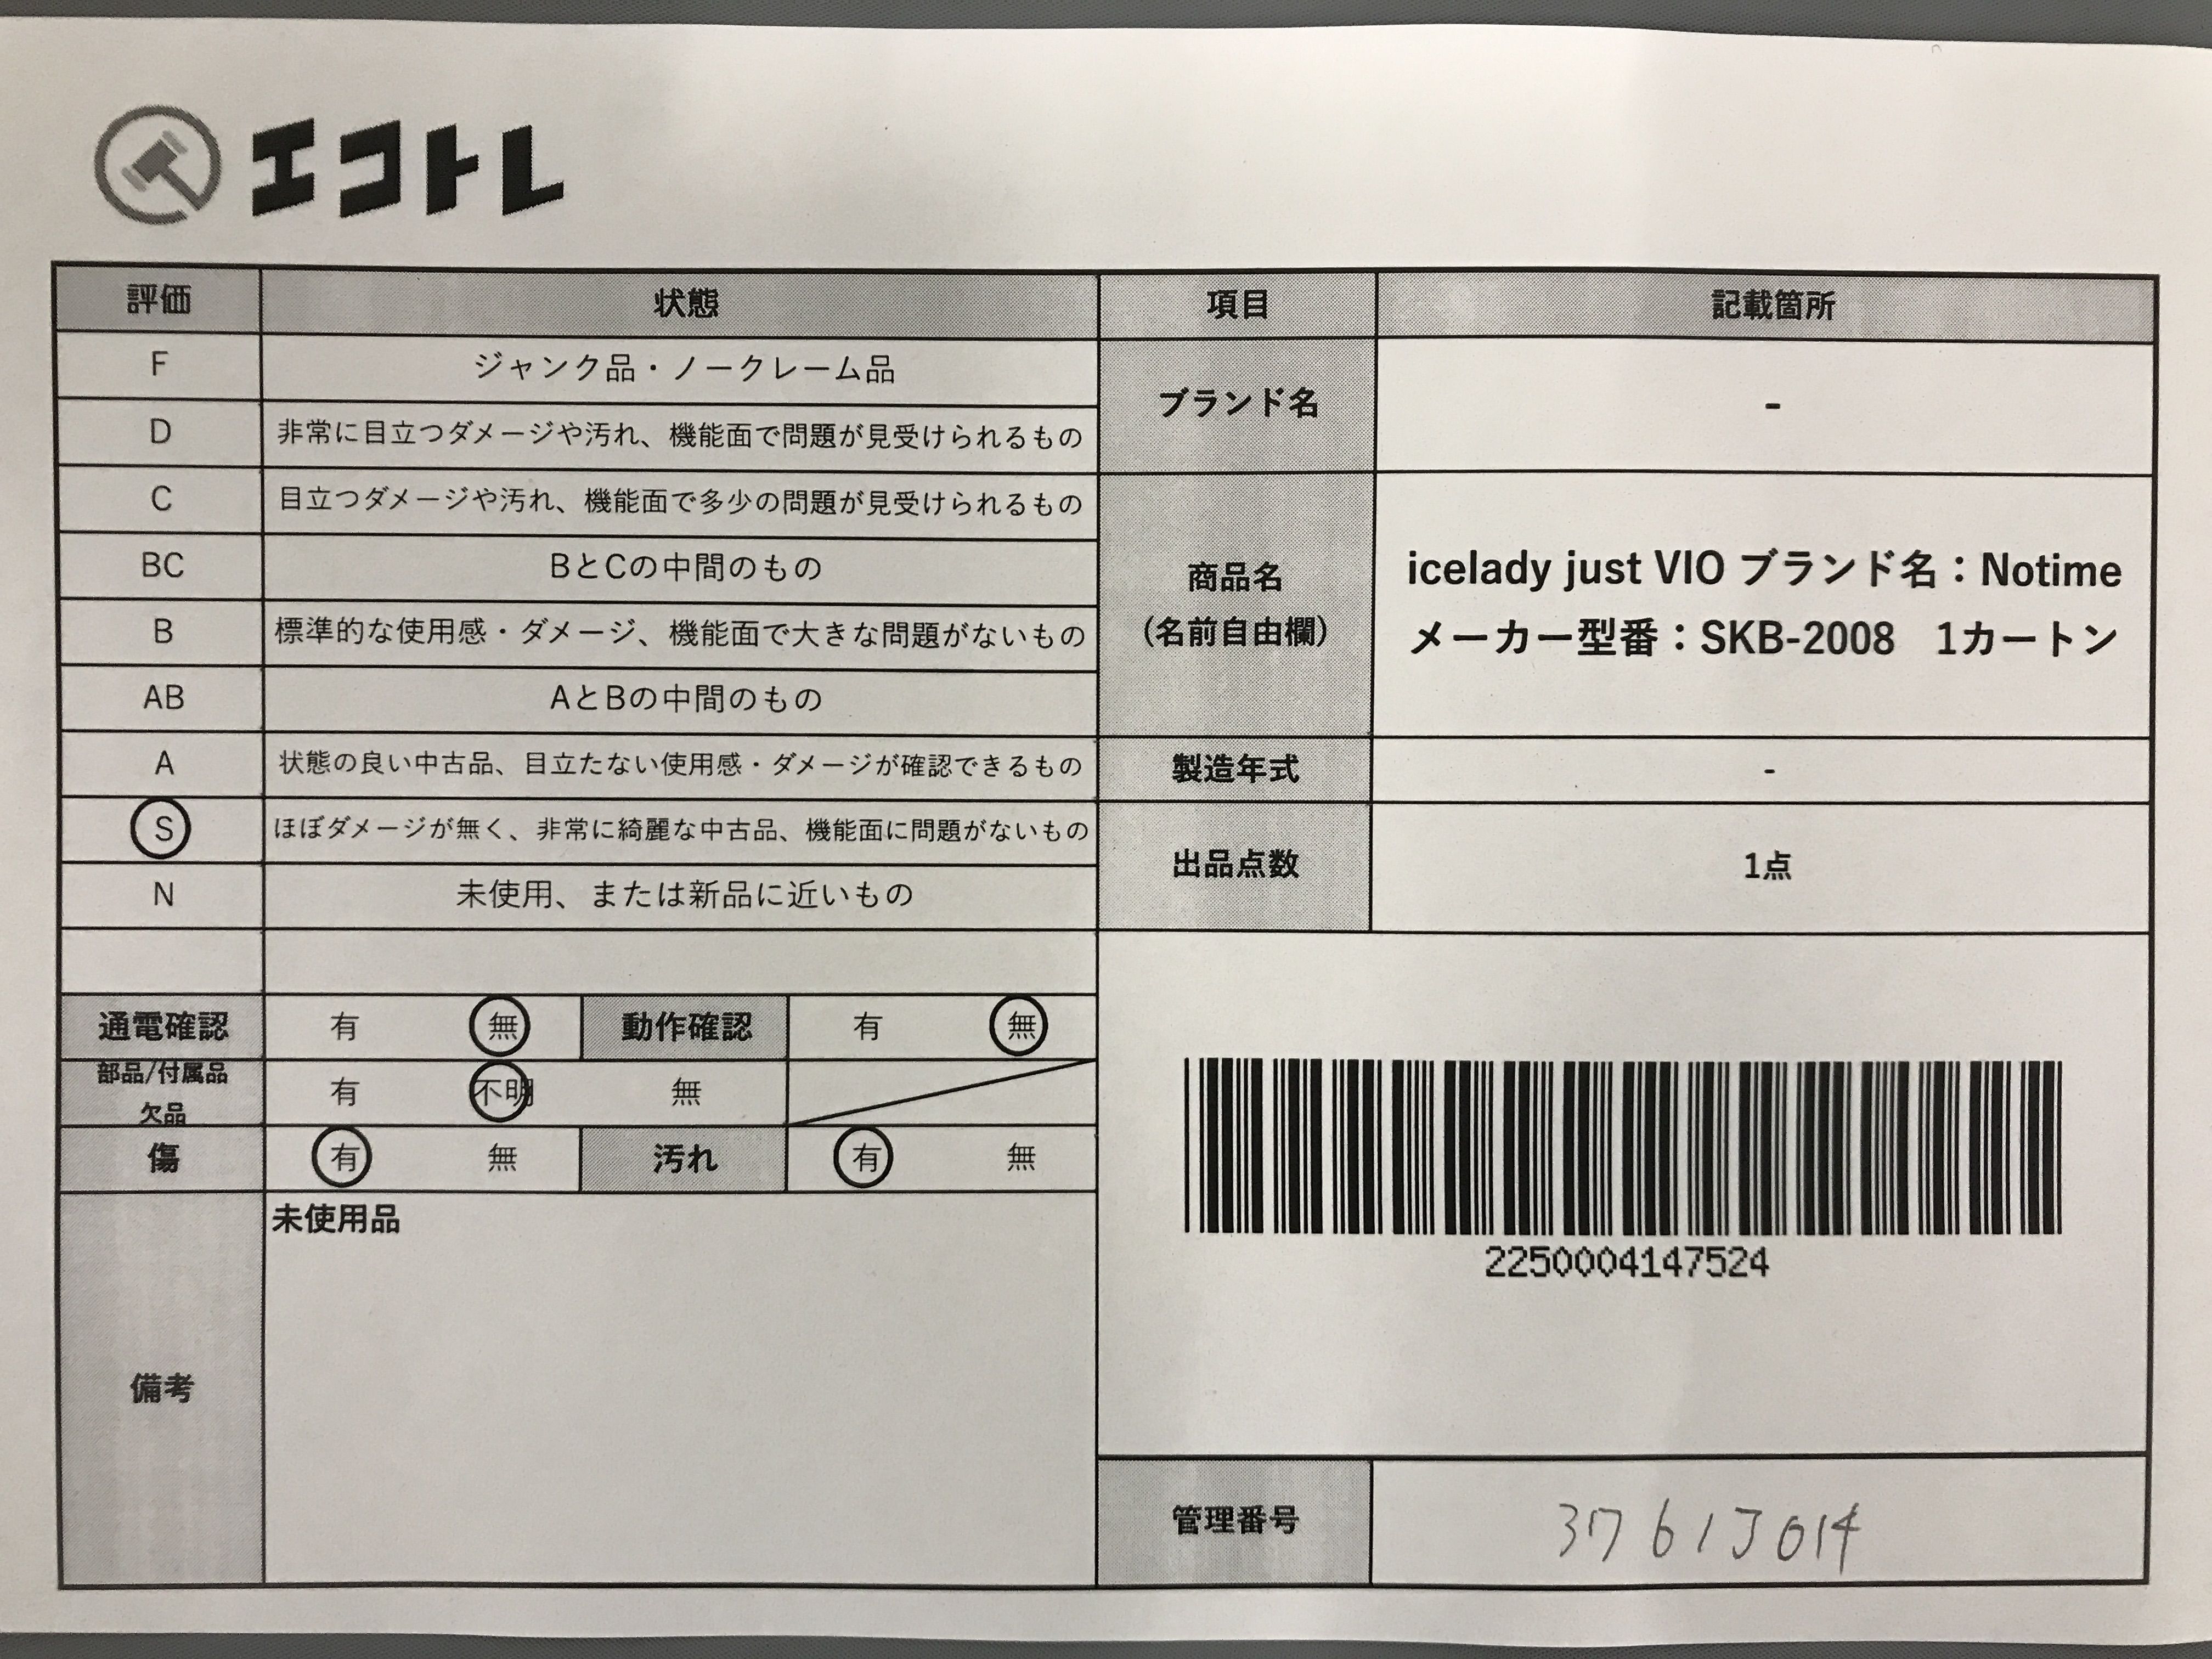 エコトレ
評価 状態
F ジャンク品・ノークレーム品
D 非常に目立つダメージや汚れ、機能面で問題が見受けられるもの
C 目立つダメージや汚れ、機能面で多少の問題が見受けられるもの
BC BとCの中間のもの
B 標準的な使用感・ダメージ、機能面で大きな問題がないもの
AB AとBの中間のもの
A 状態の良い中古品、目立たない使用感・ダメージが確認できるもの
S ほぼダメージが無く、非常に綺麗な中古品、機能面に問題がないもの
N 未使用、または新品に近いもの
通電確認 有 無 動作確認 有 無
部品/付属品
欠品
有 不明 無
傷 有 無 汚れ 有 無
備考
未使用品
項目 記載箇所
ブランド名 -
商品名
(名前自由欄)
icelady just VIO ブランド名：Notime
メーカー型番：SKB-2008 1カートン
製造年式 -
出品点数 1点
2250004147524
管理番号 3761J014